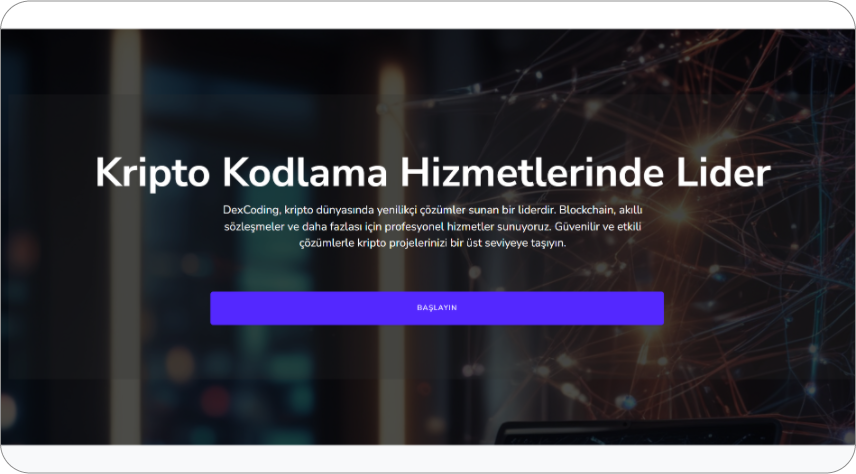 Kripto Kodlama Hizmetlerinde Lider
DexCoding, kripto dünyasında yenilikçi çözümler sunan bir liderdir. Blockchain, akıllı
sözleşmeler ve daha fazlası için profesyonel hizmetler sunuyoruz. Güvenilir ve etkili
çözümlerle kripto projelerinizi bir üst seviyeye taşıyın.
BAŞLAYIN